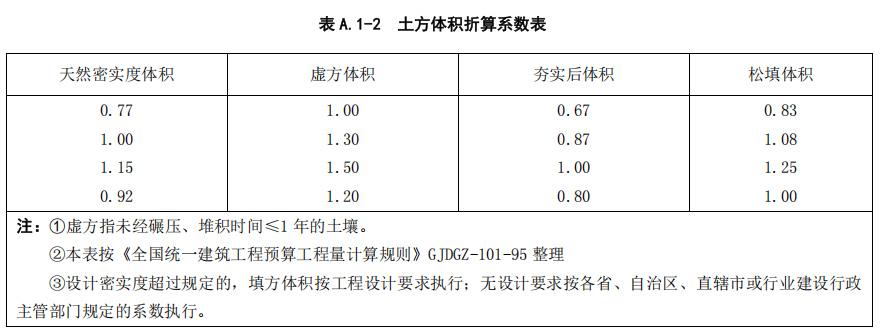 表 A.1-2 土方体积折算系数表
天然密实度体积 虚方体积 夯实后体积 松填体积
0.77 1.00 0.67 0.83
1.00 1.30 0.87 1.08
1.15 1.50 1.00 1.25
0.92 1.20 0.80 1.00
注：①虚方指未经碾压、堆积时间≤1 年的土壤。
②本表按《全国统一建筑工程预算工程量计算规则》GJDGZ-101-95 整理
③设计密实度超过规定的，填方体积按工程设计要求执行；无设计要求按各省、自治区、直辖市或行业建设行政
主管部门规定的系数执行。